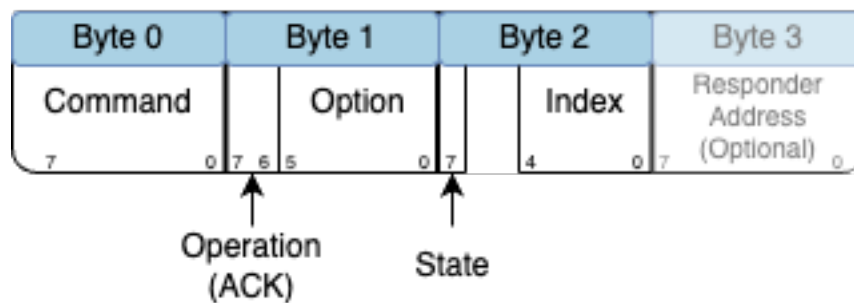 Byte 0 Byte 1 Byte 2 Byte 3
Command Option Index Responder
Address
(Optional)
7 0 7 6 5 0 7 4 0 7 0
Operation State
(ACK)